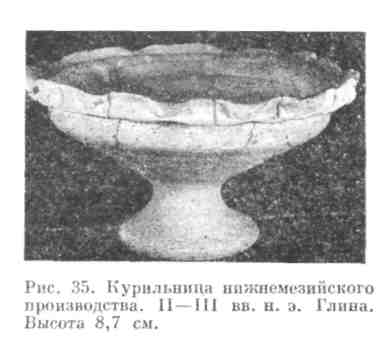 Рис. 35. Курильница нижнемезийского
производства. II—III вв. н. э. Глина.
Высота 8,7 см.